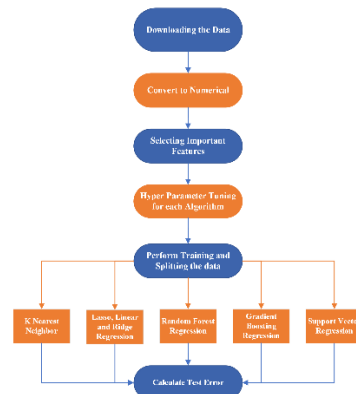 Downloading the Data
Convert to Numerical
Selecting Important
Features
Hyper Parameter Tuning
for each Algorithm
Perform Training and
Splitting the data
K Nearest
Neighbor
Lasso, Linear
and Ridge
Regression
Random Forest
Regression
Gradient
Boosting
Regression
Support Vector
Regression
Calculate Test Error